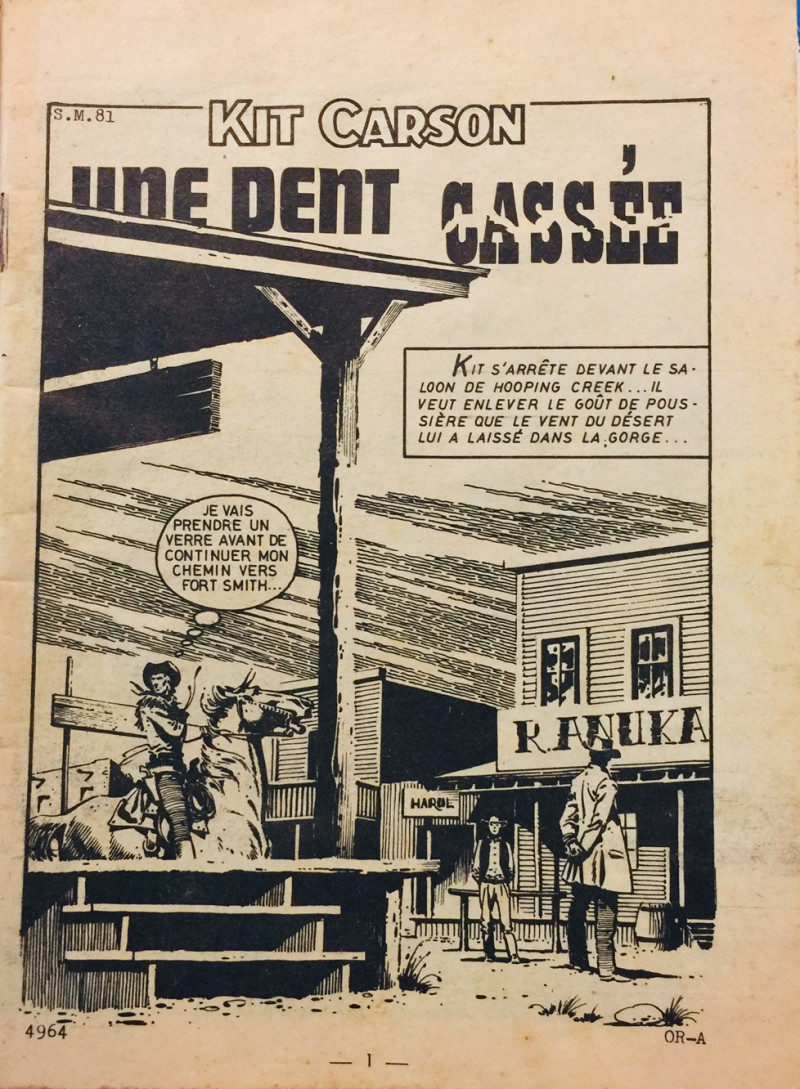 S.M.81
KIT CARSON
UNE DENT CASSÉE
KIT S'ARRÊTE DEVANT LE SA-
LOON DE HOOPING CREEK...IL
VEUT ENLEVER LE GOÛT DE POUS-
SIÈRE QUE LE VENT DU DÉSERT
LUI A LAISSÉ DANS LA GORGE...
JE VAIS
PRENDRE UN
VERRE AVANT DE
CONTINUER MON
CHEMIN VERS
FORT SMITH...
RANUKA
4964
OR-A
— 1 —